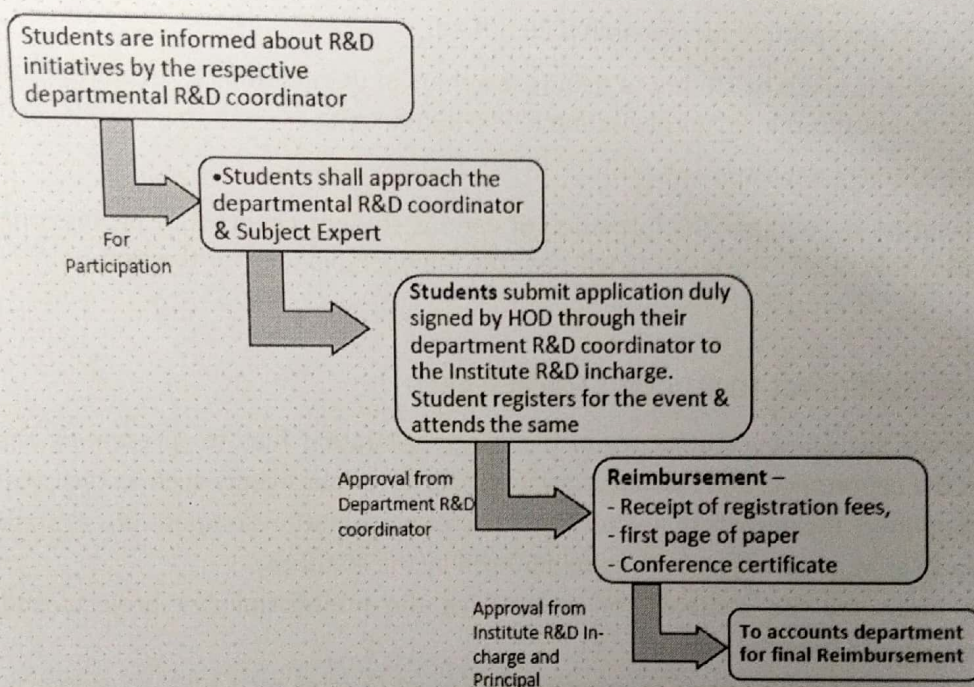 Students are informed about R&D
initiatives by the respective
departmental R&D coordinator
•Students shall approach the
departmental R&D coordinator
& Subject Expert
For
Participation
Students submit application duly
signed by HOD through their
department R&D coordinator to
the Institute R&D incharge.
Student registers for the event &
attends the same
Approval from
Department R&D
coordinator
Reimbursement –
- Receipt of registration fees,
- first page of paper
- Conference certificate
Approval from
Institute R&D In-
charge and
Principal
To accounts department
for final Reimbursement